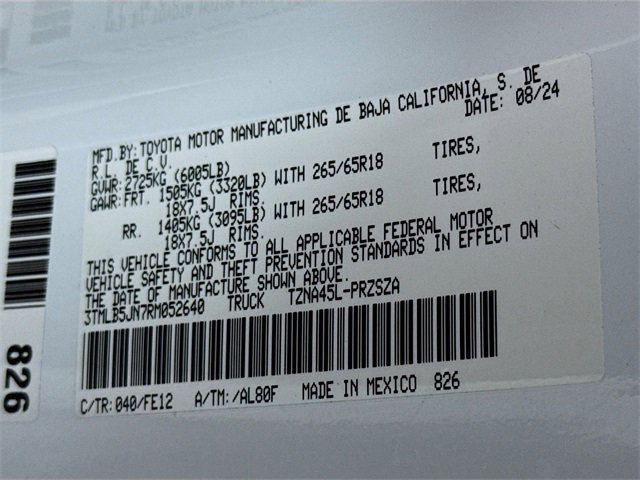 MFD.BY: TOYOTA MOTOR MANUFACTURING DE BAJA CALIFORNIA, S. DE
R.L. DE C.V. DATE: 08/24
GVWR: 2725KG (6005LB)
GAWR: FRT. 1505KG (3320LB) WITH 265/65R18 TIRES,
18X7.5J RIMS.
RR. 1405KG (3095LB) WITH 265/65R18 TIRES,
18X7.5J RIMS.
THIS VEHICLE CONFORMS TO ALL APPLICABLE FEDERAL MOTOR
VEHICLE SAFETY AND THEFT PREVENTION STANDARDS IN EFFECT ON
THE DATE OF MANUFACTURE SHOWN ABOVE.
3TMLB5JN7RM052640 TRUCK TZNA45L-PRZSZA
C/TR: 040/FE12 A/TM: /AL80F MADE IN MEXICO 826
826